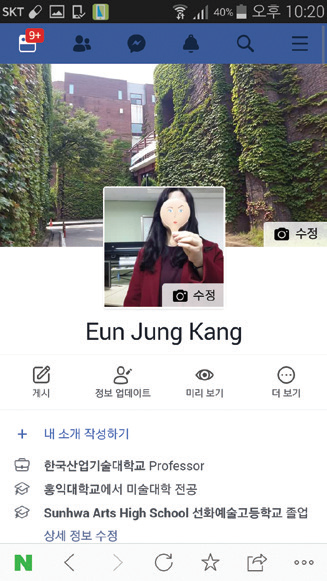 SKT 40% 오후 10:20
9+
수정
수정
Eun Jung Kang
게시 정보 업데이트 미리 보기 더 보기
+ 내 소개 작성하기
한국산업기술대학교 Professor
홍익대학교에서 미술대학 전공
Sunhwa Arts High School 선화예술고등학교 졸업
상세 정보 수정
N